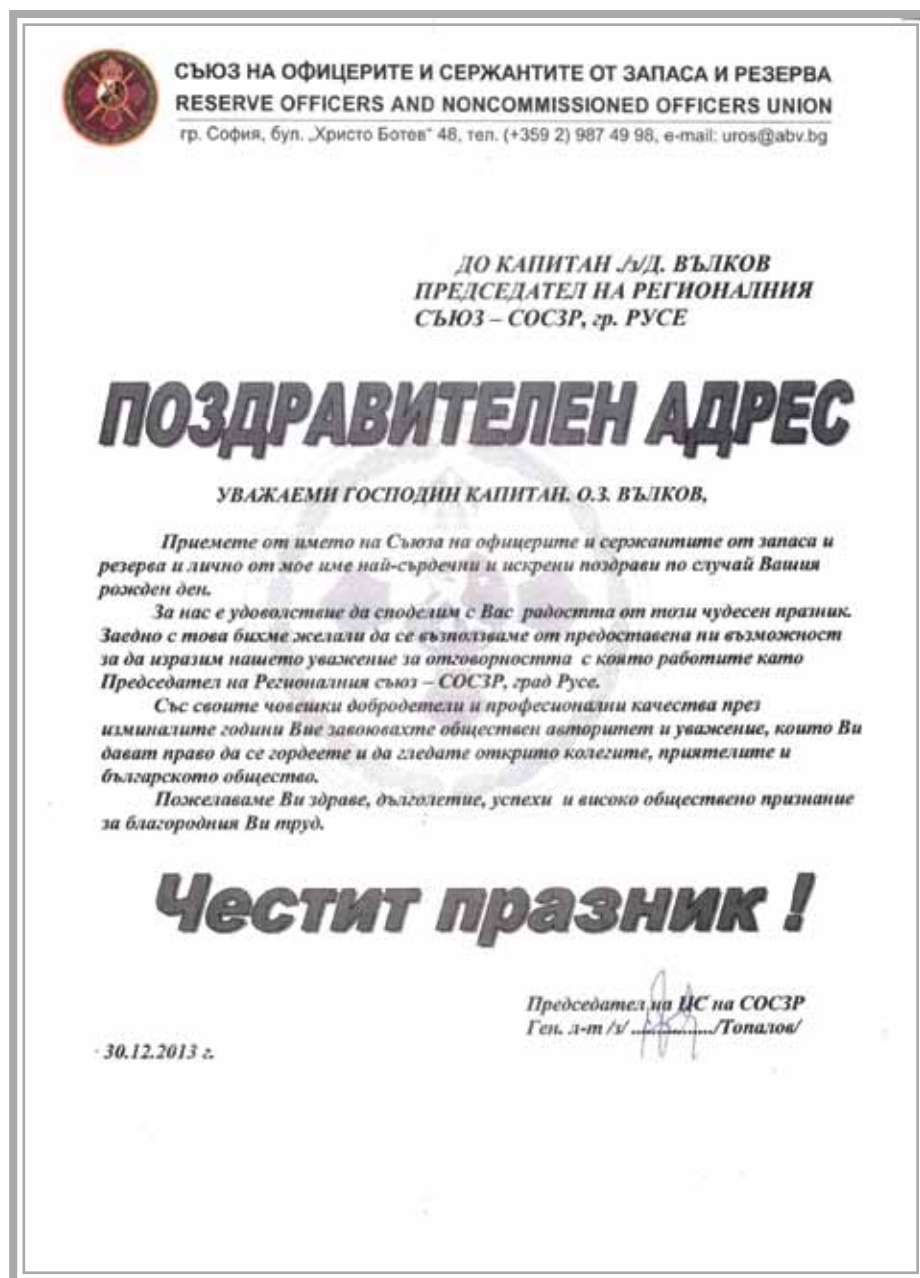 СЪЮЗ НА ОФИЦЕРИТЕ И СЕРЖАНТИТЕ ОТ ЗАПАСА И РЕЗЕРВА
RESERVE OFFICERS AND NONCOMMISSIONED OFFICERS UNION
гр. София, бул. „Христо Ботев" 48, тел. (+359 2) 987 49 98, e-mail: uros@abv.bg
ДО КАПИТАН ./з/Д. ВЪЛКОВ
ПРЕДСЕДАТЕЛ НА РЕГИОНАЛНИЯ
СЪЮЗ – СОСЗР, гр. РУСЕ
ПОЗДРАВИТЕЛЕН АДРЕС
УВАЖАЕМИ ГОСПОДИН КАПИТАН. О.З. ВЪЛКОВ,
Приемете от името на Съюза на офицерите и сержантите от запаса и
резерва и лично от мое име най-сърдечни и искрени поздрави по случай Вашия
рожден ден.
За нас е удоволствие да споделим с Вас радостта от този чудесен празник.
Заедно с това бихме желали да се възползваме от предоставена ни възможност
за да изразим нашето уважение за отговорността с която работите като
Председател на Регионалния съюз – СОСЗР, град Русе.
Със своите човешки добродетели и професионални качества през
изминалите години Вие завоювахте обществен авторитет и уважение, които Ви
дават право да се гордеете и да гледате открито колегите, приятелите и
българското общество.
Пожелаваме Ви здраве, дълголетие, успехи и високо обществено признание
за благородния Ви труд.
Честит празник !
Председател на ЦС на СОСЗР
Ген. л-т /з/ ............../Топалов/
30.12.2013 г.